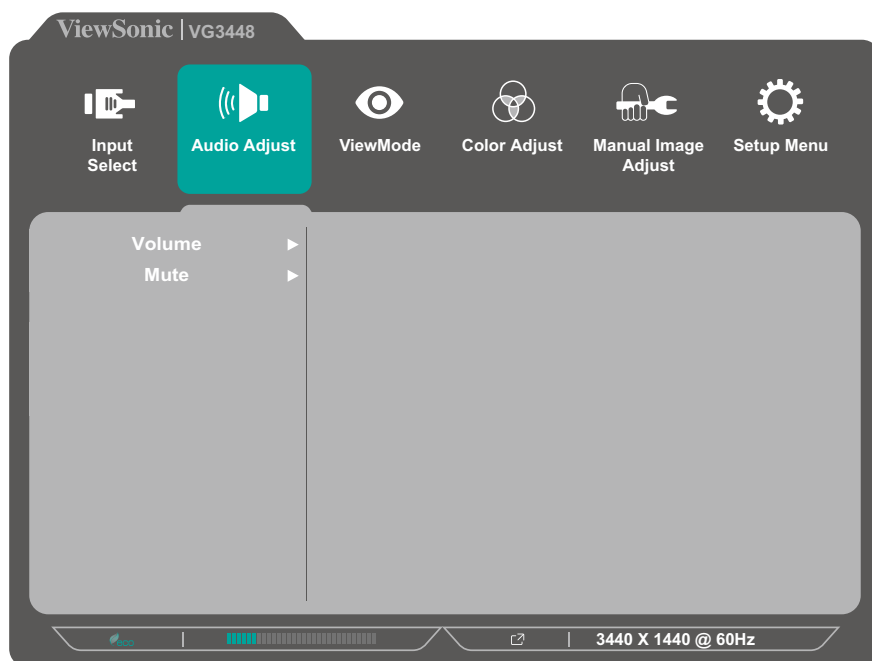 ViewSonic | VG3448
Input Select
Audio Adjust
ViewMode
Color Adjust
Manual Image Adjust
Setup Menu
Volume
Mute
eco
3440 X 1440 @ 60Hz